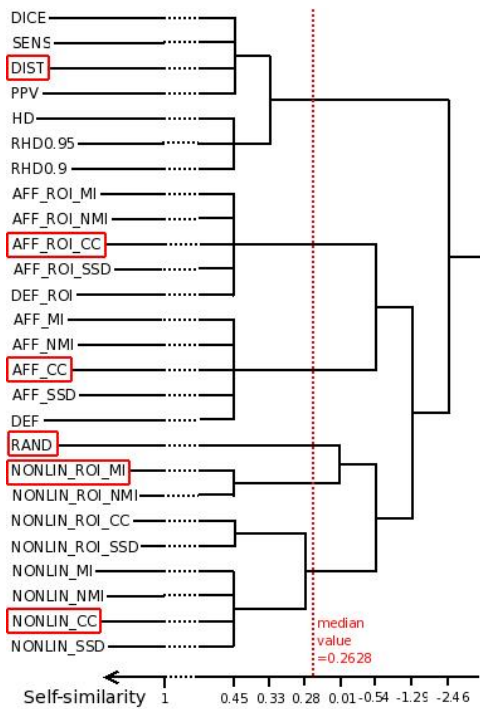 DICE
SENS
DIST
PPV
HD
RHD0.95
RHD0.9
AFF_ROI_MI
AFF_ROI_NMI
AFF_ROI_CC
AFF_ROI_SSD
DEF_ROI
AFF_MI
AFF_NMI
AFF_CC
AFF_SSD
DEF
RAND
NONLIN_ROI_MI
NONLIN_ROI_NMI
NONLIN_ROI_CC
NONLIN_ROI_SSD
NONLIN_MI
NONLIN_NMI
NONLIN_CC
NONLIN_SSD
median
value
=0.2628
Self-similarity 1 0.45 0.33 0.28 0.01 -0.54 -1.29 -2.46